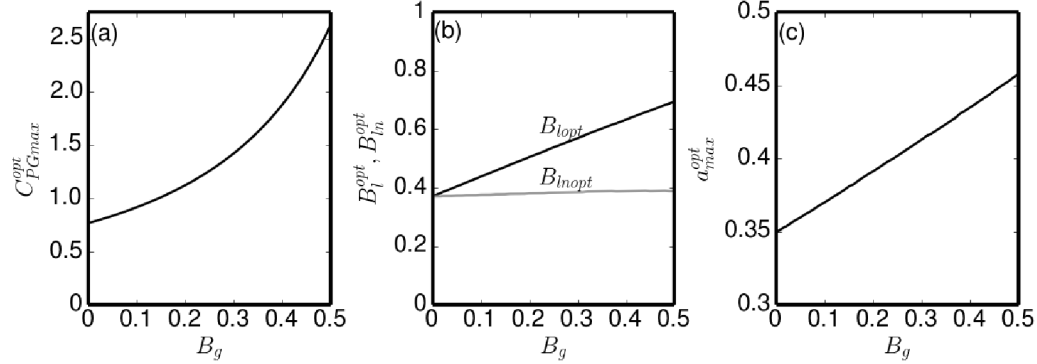 (a)
C_{PGmax}^{opt}
2.5
2.0
1.5
1.0
0.5
0
0 0.1 0.2 0.3 0.4 0.5
B_g
(b)
B_l^{opt}, B_{ln}^{opt}
1
0.8
0.6
0.4
0.2
0
B_{lopt}
B_{lnopt}
0 0.1 0.2 0.3 0.4 0.5
B_g
(c)
a_{max}^{opt}
0.5
0.45
0.4
0.35
0.3
0 0.1 0.2 0.3 0.4 0.5
B_g